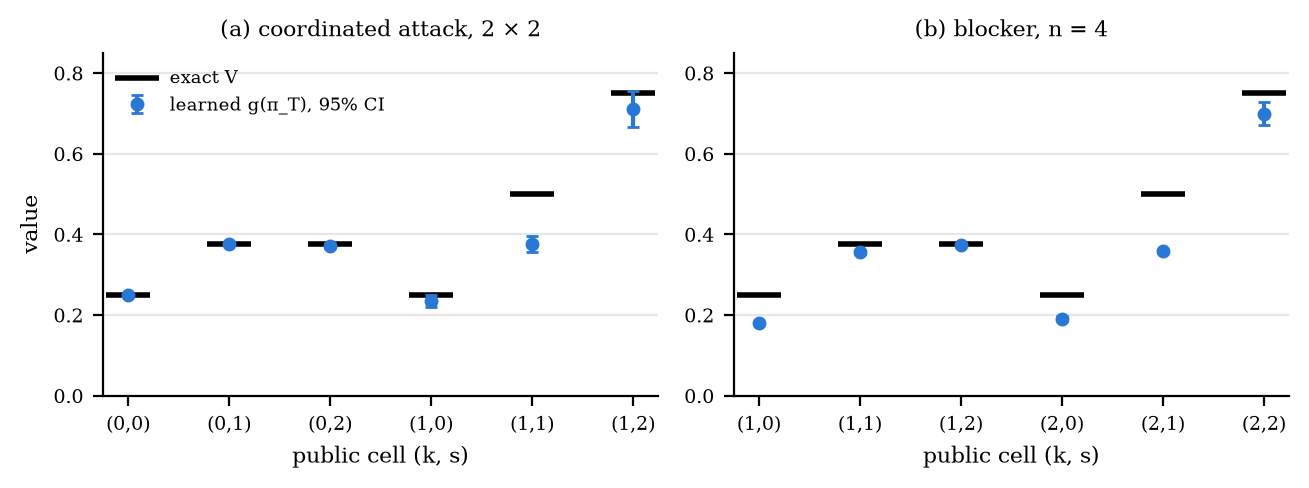 (a) coordinated attack, 2 × 2
exact V
learned g(π_T), 95% CI
value
0.8
0.6
0.4
0.2
0.0
(0,0) (0,1) (0,2) (1,0) (1,1) (1,2)
public cell (k, s)
(b) blocker, n = 4
0.8
0.6
0.4
0.2
0.0
(1,0) (1,1) (1,2) (2,0) (2,1) (2,2)
public cell (k, s)